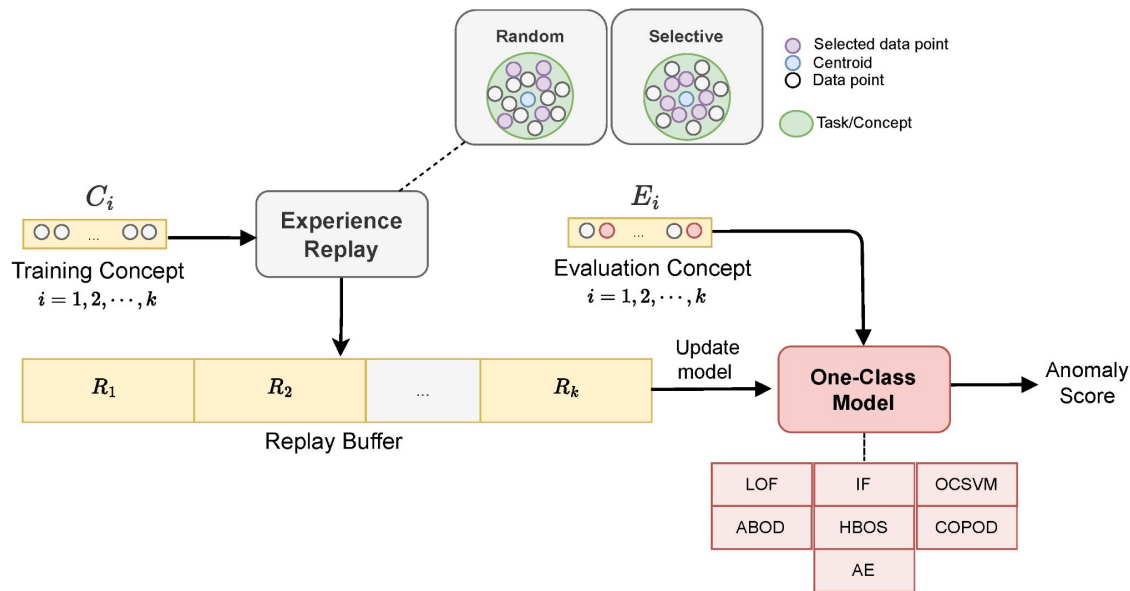 Random
Selective
Selected data point
Centroid
Data point
Task/Concept
C_i
...
Training Concept
i = 1, 2, ⋯, k
Experience
Replay
E_i
...
Evaluation Concept
i = 1, 2, ⋯, k
R_1
R_2
...
R_k
Replay Buffer
Update
model
One-Class
Model
Anomaly
Score
LOF
IF
OCSVM
ABOD
HBOS
COPOD
AE